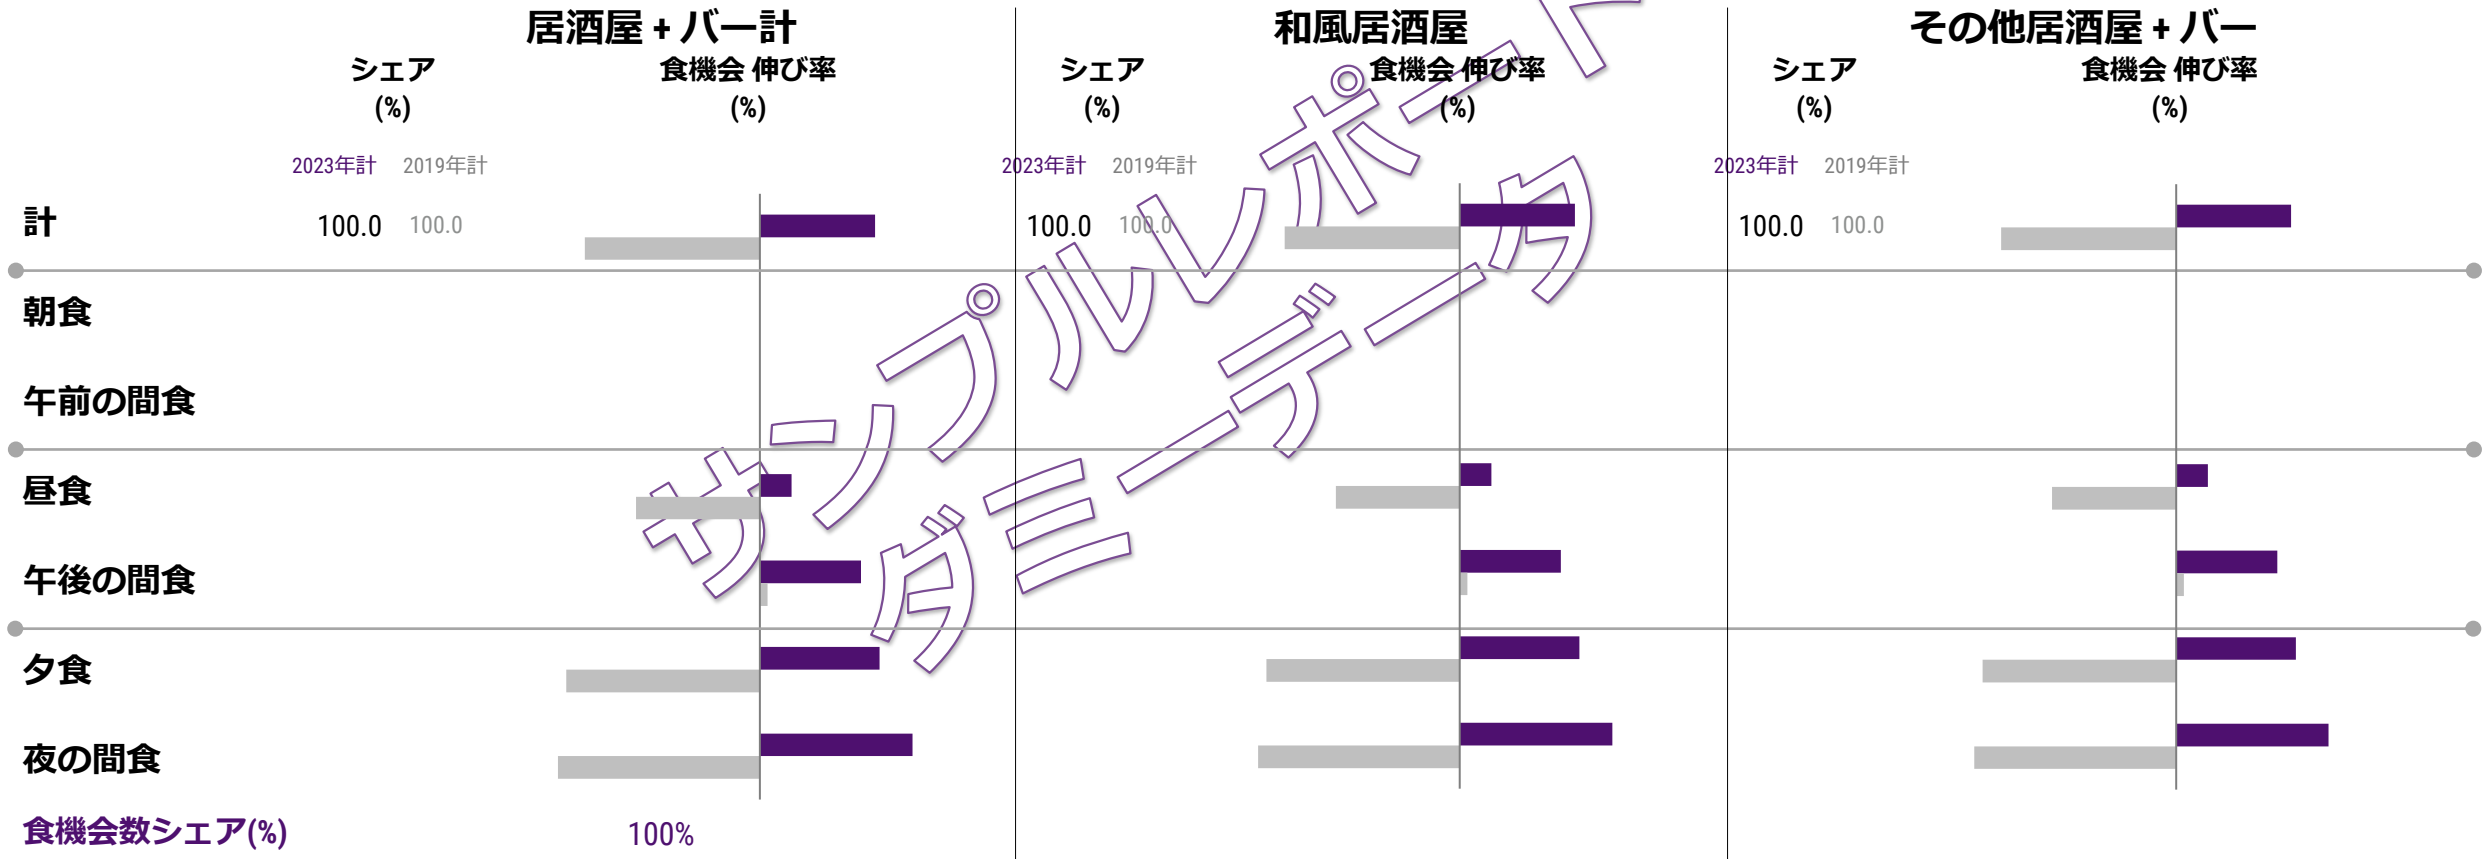 居酒屋 + バー計
シェア
(%)
食機会 伸び率
(%)
2023年計 2019年計
和風居酒屋
シェア
(%)
食機会 伸び率
(%)
2023年計 2019年計
その他居酒屋 + バー
シェア
(%)
食機会 伸び率
(%)
2023年計 2019年計
計 100.0 100.0 100.0 100.0 100.0 100.0
朝食
午前の間食
昼食
午後の間食
夕食
夜の間食
食機会数シェア(%) 100%
サンプルレポート
ダミーデータ